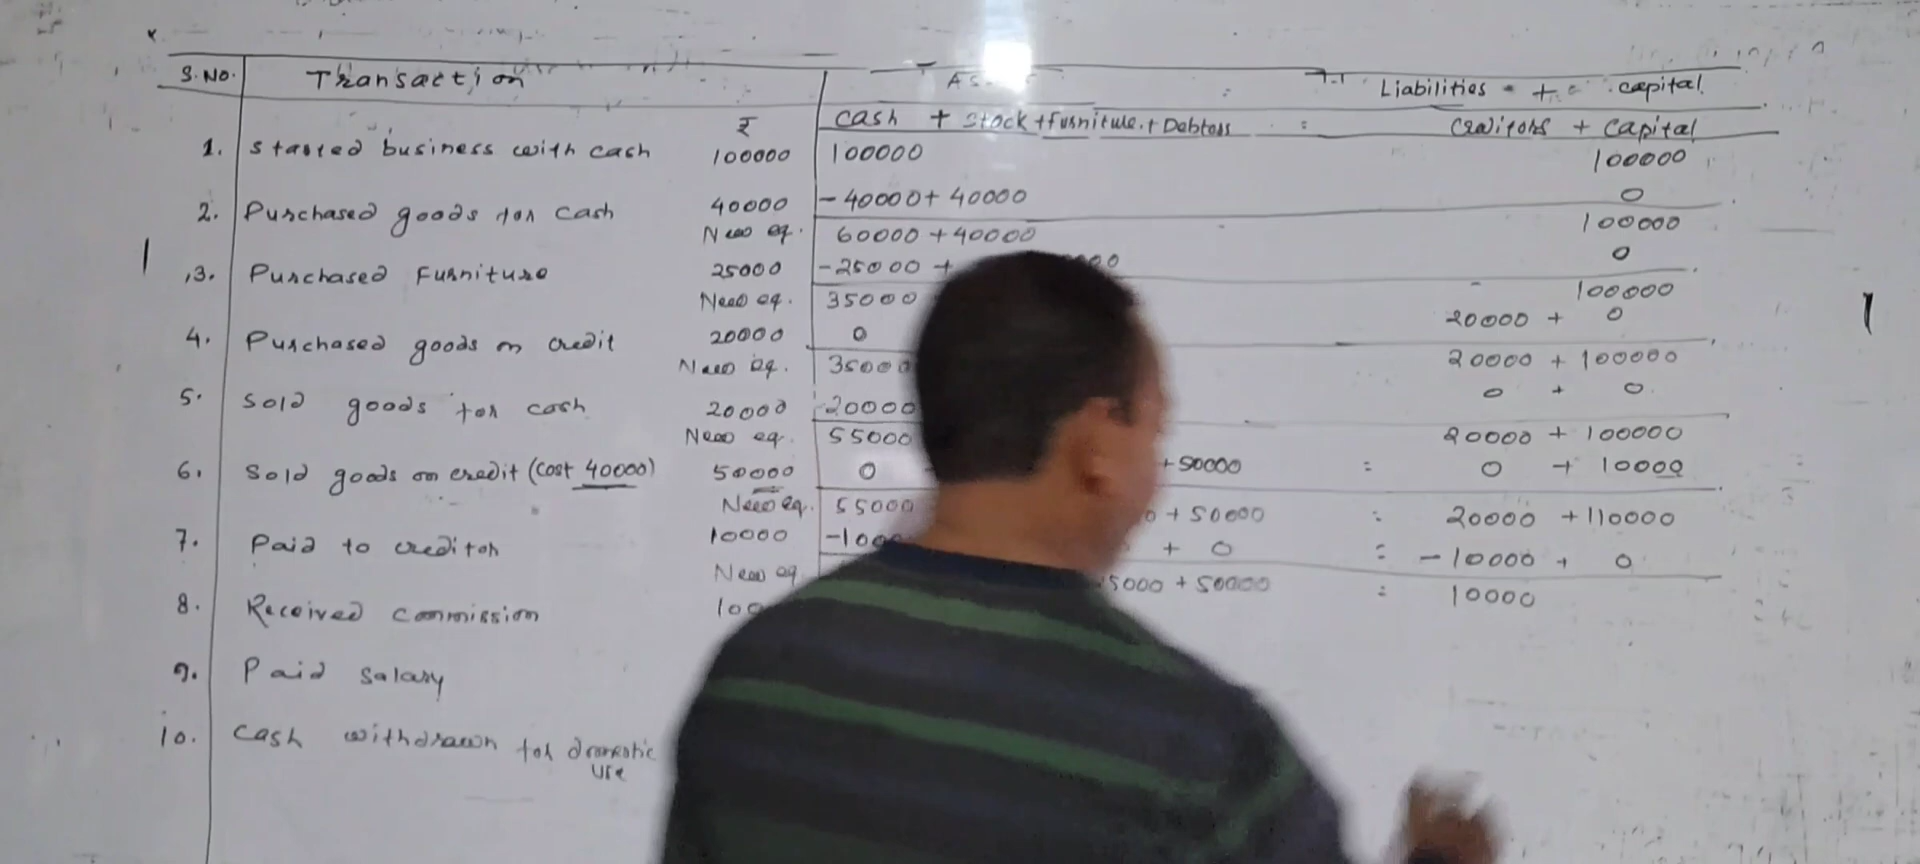 S.No. Transaction Liabilities + capital
₹ cash + Stock + Furniture + Debtors = creditors + capital
1. Started business with cash 100000 100000 100000
2. Purchased goods for cash 40000 -40000+ 40000 0
New eq. 60000 + 40000 100000
3. Purchased Furniture 25000 -25000 + 0
New eq. 35000 100000
4. Purchased goods on credit 20000 0 20000 + 0
New eq. 35000 20000 + 100000
5. Sold goods for cash 20000 20000 0 + 0
New eq. 55000 20000 + 100000
6. Sold goods on credit (cost 40000) 50000 0 +50000 = 0 + 10000
New eq. 55000 + 50000 = 20000 +110000
7. Paid to creditor 10000 + 0 = -10000 + 0
New eq. 5000 + 50000 = 10000
8. Received commission
9. Paid salary
10. Cash withdrawn for domestic
use